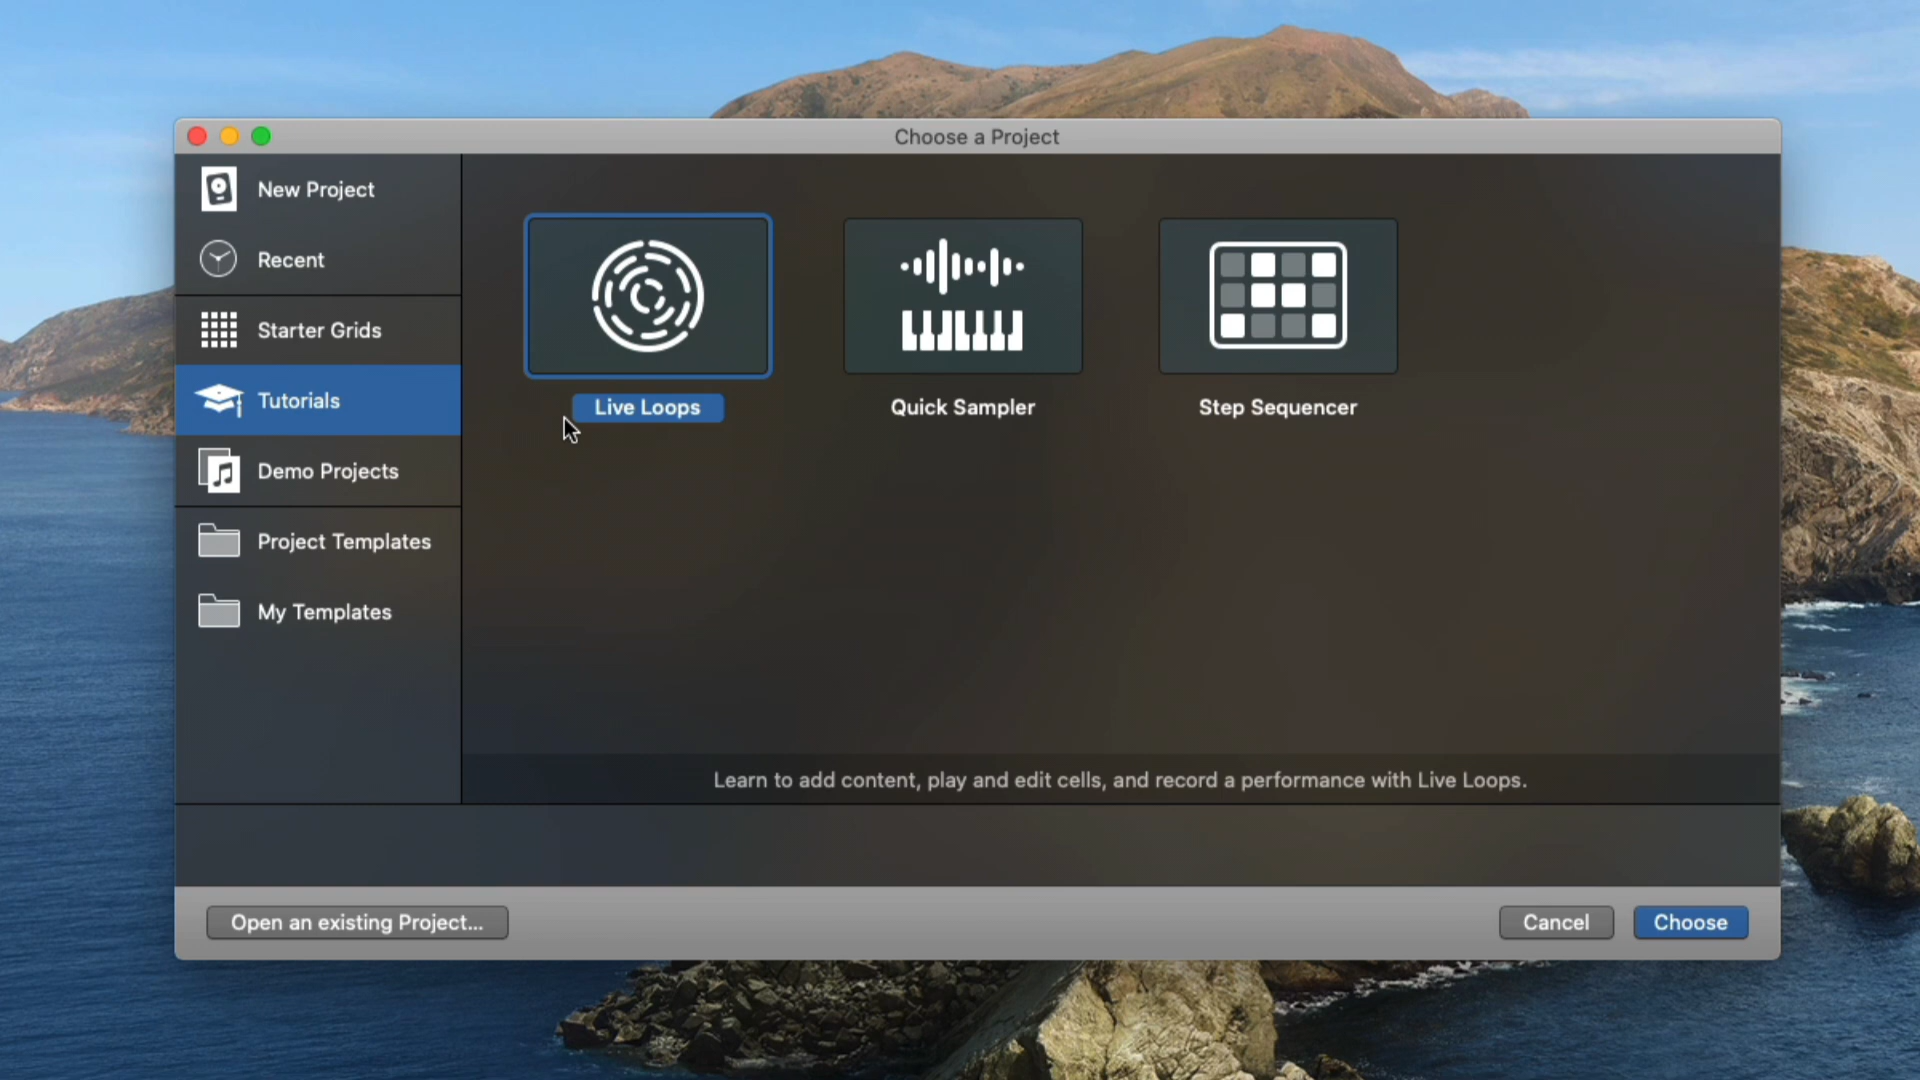 Choose a Project
New Project
Recent
Starter Grids
Tutorials
Demo Projects
Project Templates
My Templates
Live Loops
Quick Sampler
Step Sequencer
Learn to add content, play and edit cells, and record a performance with Live Loops.
Open an existing Project...
Cancel
Choose